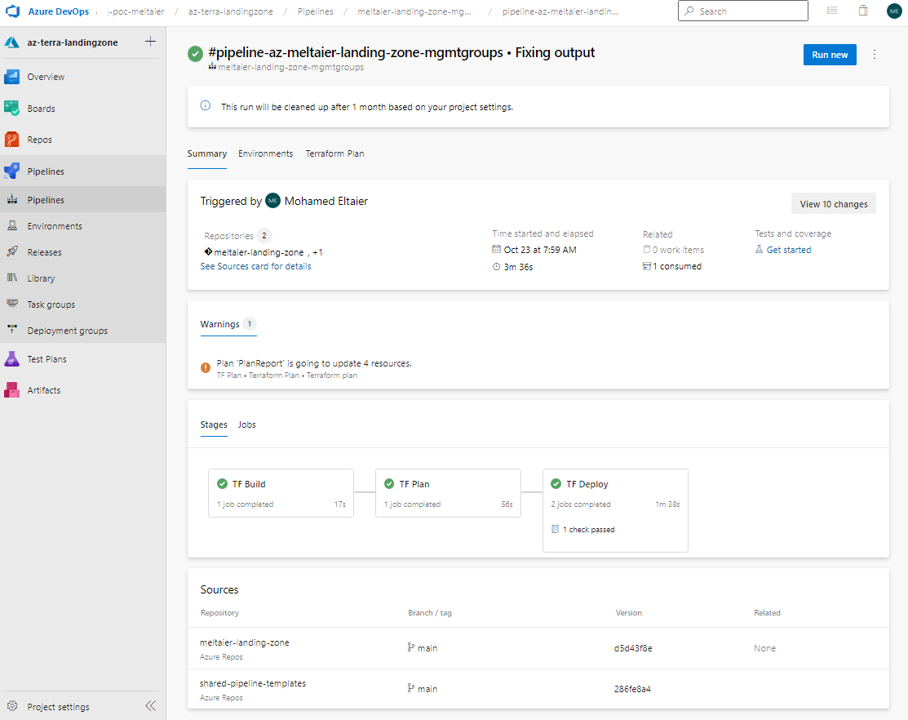 Azure DevOps
-poc-meltaier / az-terra-landingzone / Pipelines / meltaier-landing-zone-mg... / pipeline-az-meltaier-landin...
Search
ME
az-terra-landingzone
Overview
Boards
Repos
Pipelines
Pipelines
Environments
Releases
Library
Task groups
Deployment groups
Test Plans
Artifacts
Project settings
#pipeline-az-meltaier-landing-zone-mgmtgroups • Fixing output
meltaier-landing-zone-mgmtgroups
Run new
This run will be cleaned up after 1 month based on your project settings.
Summary Environments Terraform Plan
Triggered by ME Mohamed Eltaier
View 10 changes
Repositories 2
meltaier-landing-zone , +1
See Sources card for details
Time started and elapsed
Oct 23 at 7:59 AM
3m 36s
Related
0 work items
1 consumed
Tests and coverage
Get started
Warnings 1
Plan 'PlanReport' is going to update 4 resources.
TF Plan • Terraform Plan • Terraform plan
Stages Jobs
TF Build
1 job completed 17s
TF Plan
1 job completed 56s
TF Deploy
2 jobs completed 1m 38s
1 check passed
Sources
Repository Branch / tag Version Related
meltaier-landing-zone
Azure Repos
main d5d43f8e None
shared-pipeline-templates
Azure Repos
main 286fe8a4